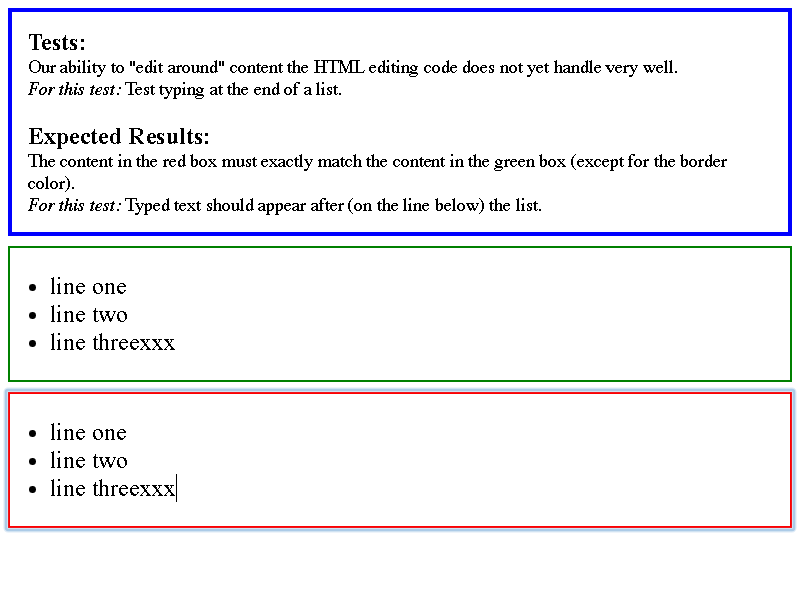 Tests:
Our ability to "edit around" content the HTML editing code does not yet handle very well.
For this test: Test typing at the end of a list.
Expected Results:
The content in the red box must exactly match the content in the green box (except for the border
color).
For this test: Typed text should appear after (on the line below) the list.
• line one
• line two
• line threexxx
• line one
• line two
• line threexxx